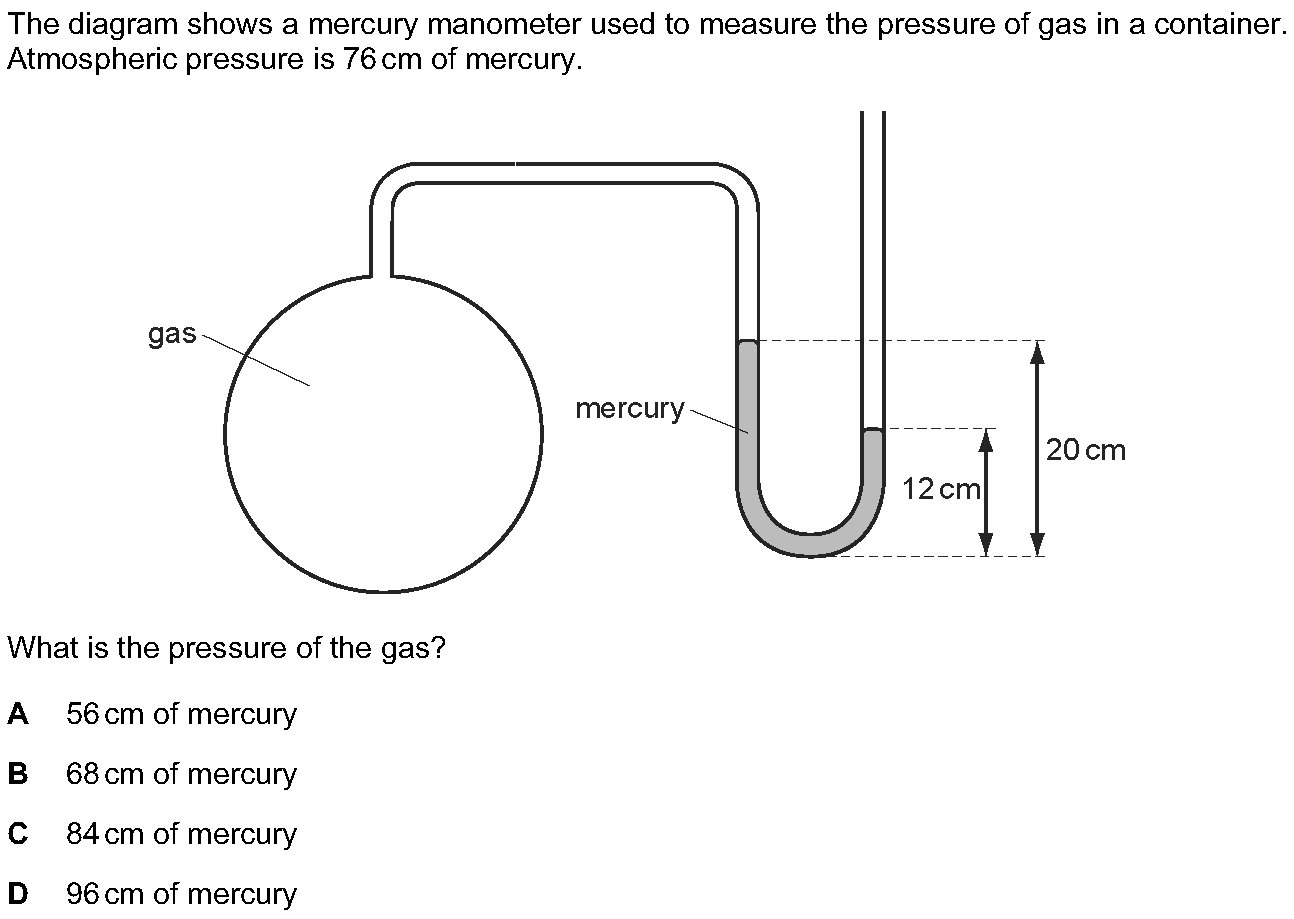 The diagram shows a mercury manometer used to measure the pressure of gas in a container.
Atmospheric pressure is 76 cm of mercury.
gas
mercury
20 cm
12 cm
What is the pressure of the gas?
A 56 cm of mercury
B 68 cm of mercury
C 84 cm of mercury
D 96 cm of mercury